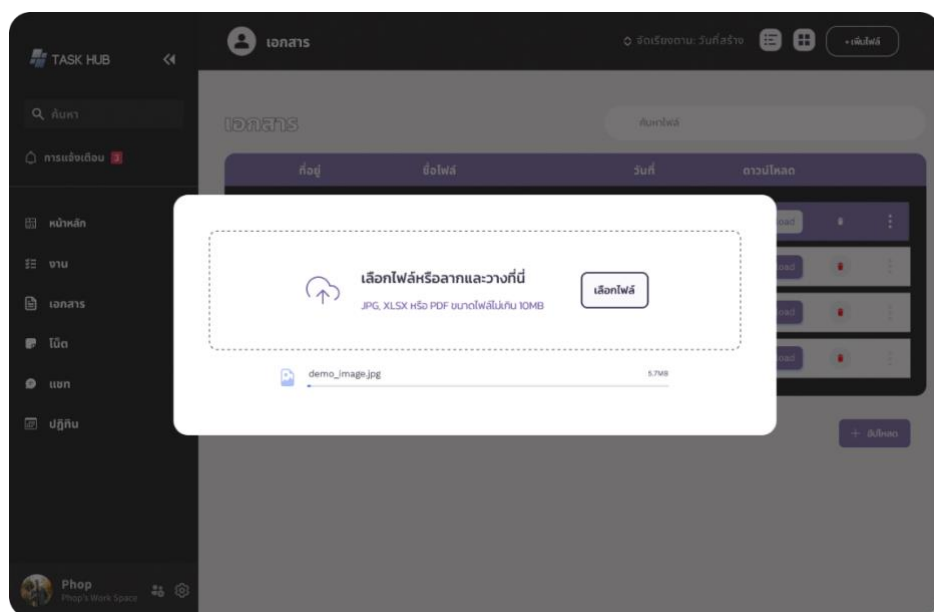 TASK HUB
ค้นหา
การแจ้งเตือน 3
หน้าหลัก
งาน
เอกสาร
โน๊ต
แชท
ปฏิทิน
Phop
Phop's Work Space
เอกสาร
จัดเรียงตาม: วันที่สร้าง
+ เพิ่มไฟล์
เอกสาร
ค้นหาไฟล์
ที่อยู่ ชื่อไฟล์ วันที่ ดาวน์โหลด
เลือกไฟล์หรือลากและวางที่นี่
JPG, XLSX หรือ PDF ขนาดไฟล์ไม่เกิน 10MB
เลือกไฟล์
demo_image.jpg 5.7MB
+ อัปโหลด